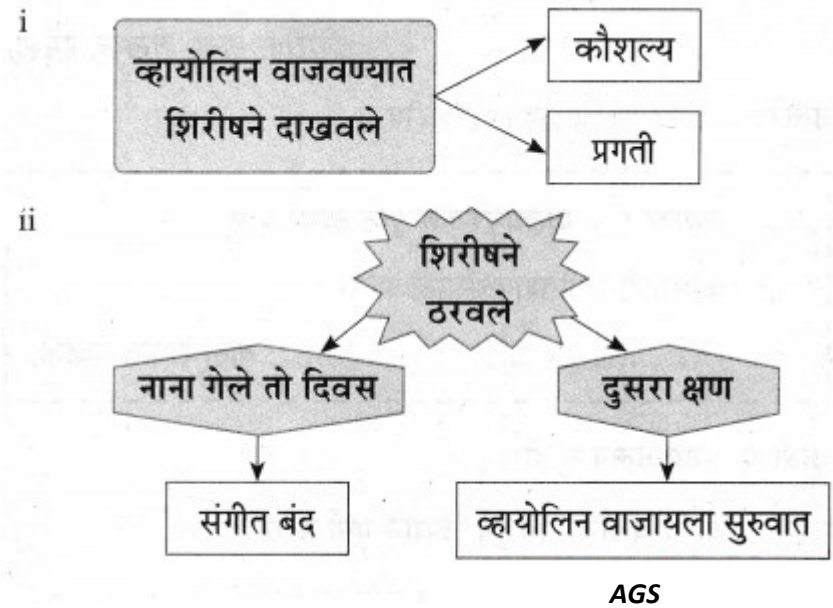 i
व्हायोलिन वाजवण्यात
शिरीषने दाखवले
कौशल्य
प्रगती
ii
शिरीषने
ठरवले
नाना गेले तो दिवस
दुसरा क्षण
संगीत बंद
व्हायोलिन वाजायला सुरुवात
AGS